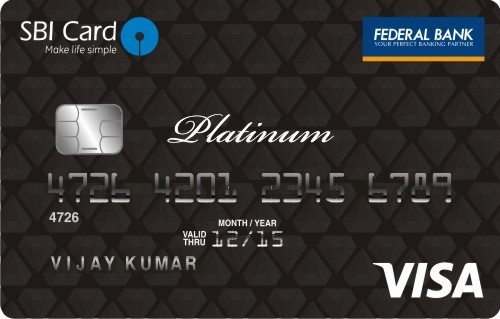 SBI Card
Make life simple
FEDERAL BANK
YOUR PERFECT BANKING PARTNER
Platinum
4726 4201 2345 6789
4726
MONTH / YEAR
VALID THRU 12/15
VIJAY KUMAR
VISA